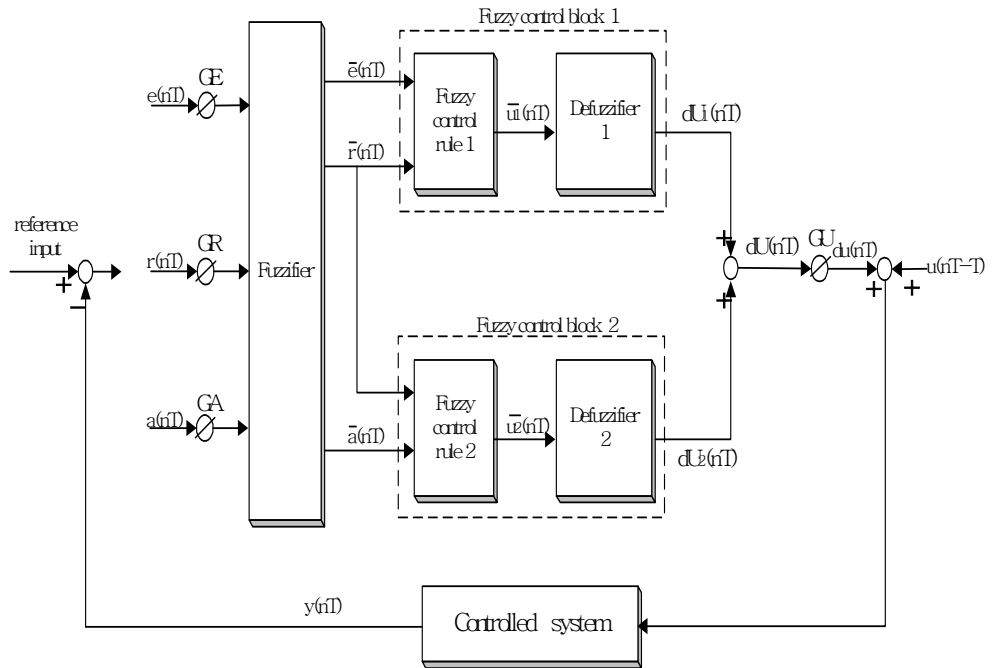 Fuzzy control block 1
e(nT)
GE
ē(nT)
Fuzzy
control
rule 1
ū1(nT)
Defuzzifier
1
dU1(nT)
r̄(nT)
reference
input
+
−
r(nT)
GR
Fuzzifier
+
+
dU(nT)
GU
du(nT)
+
+
u(nT-T)
Fuzzy control block 2
a(nT)
GA
ā(nT)
Fuzzy
control
rule 2
ū2(nT)
Defuzzifier
2
dU2(nT)
y(nT)
Controlled system